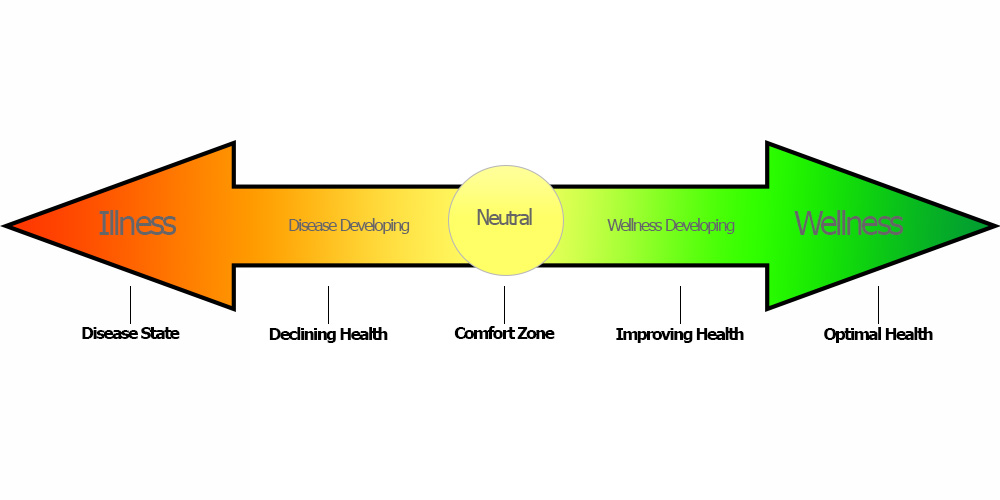 Illness
Disease Developing
Neutral
Wellness Developing
Wellness
Disease State
Declining Health
Comfort Zone
Improving Health
Optimal Health